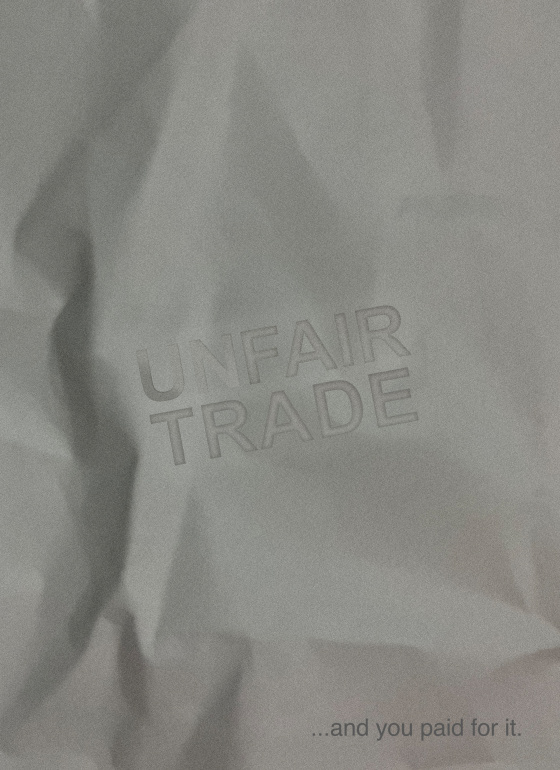 UNFAIR
TRADE
...and you paid for it.